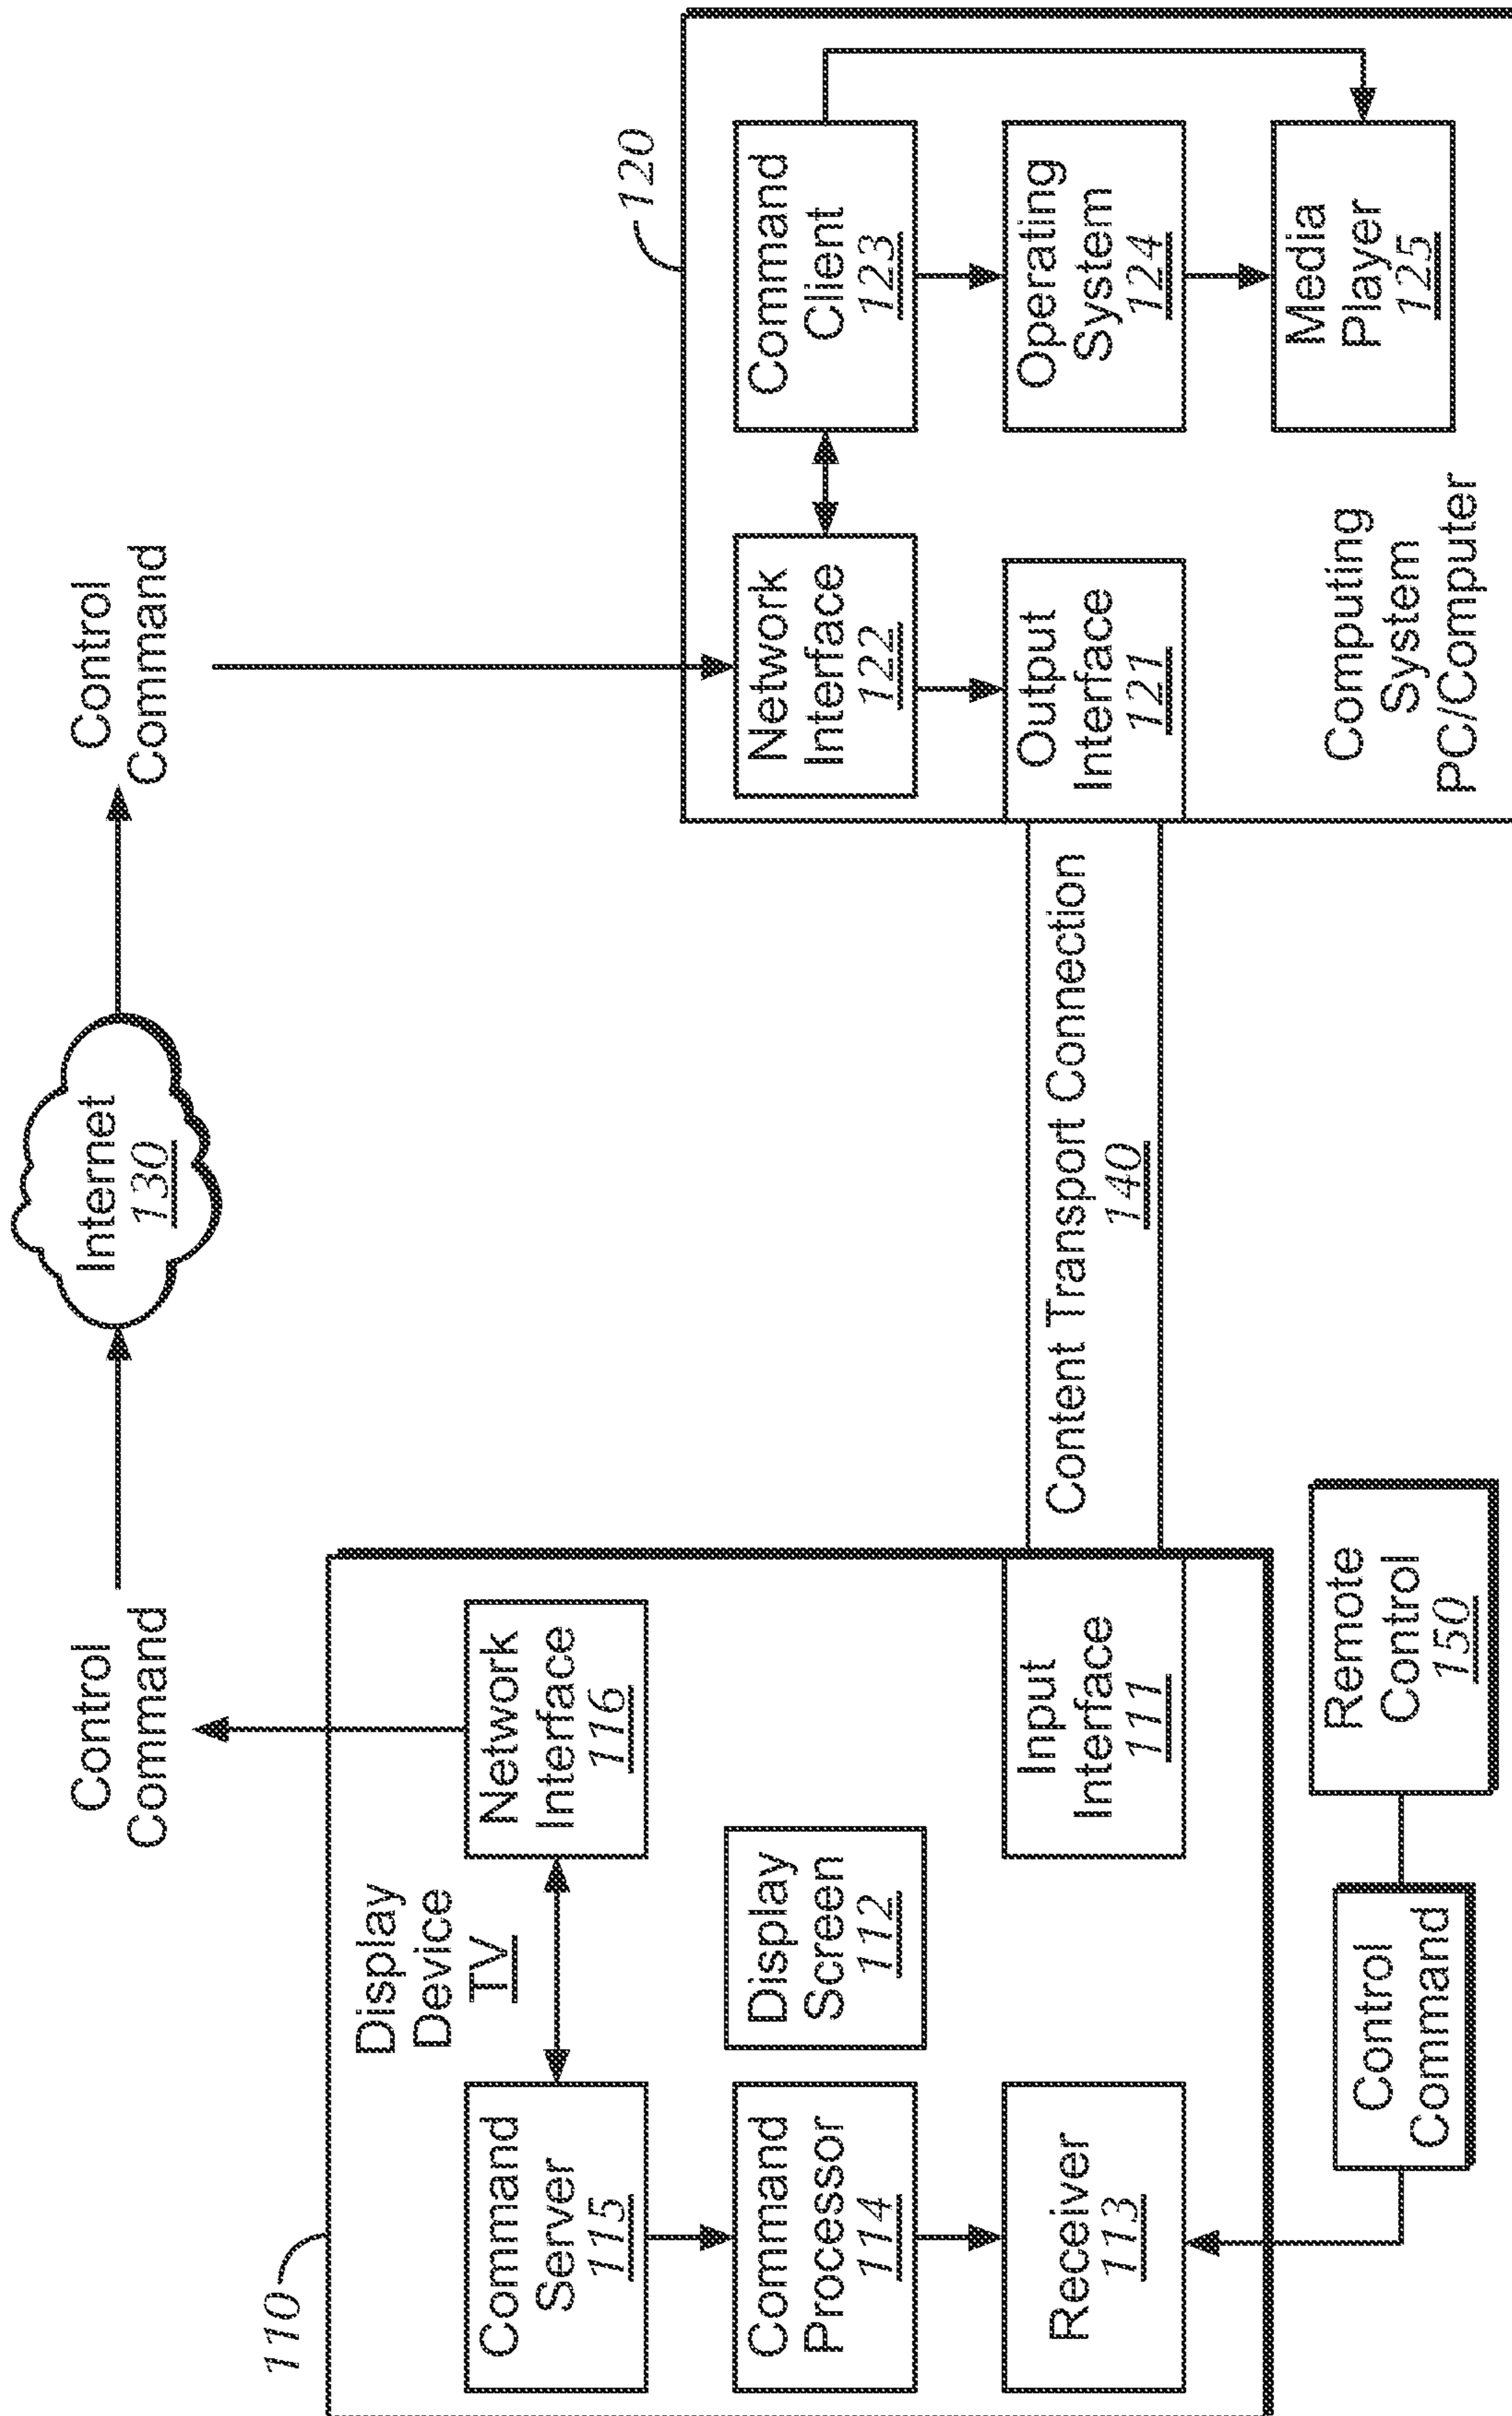 Control
Command
Internet
130
Control
Command
110
Display
Device
TV
Command
Server
115
Network
Interface
116
Command
Processor
114
Display
Screen
112
Receiver
113
Input
Interface
111
Control
Command
Remote
Control
150
Content Transport Connection
140
120
Network
Interface
122
Command
Client
123
Output
Interface
121
Operating
System
124
Media
Player
125
Computing
System
PC/Computer